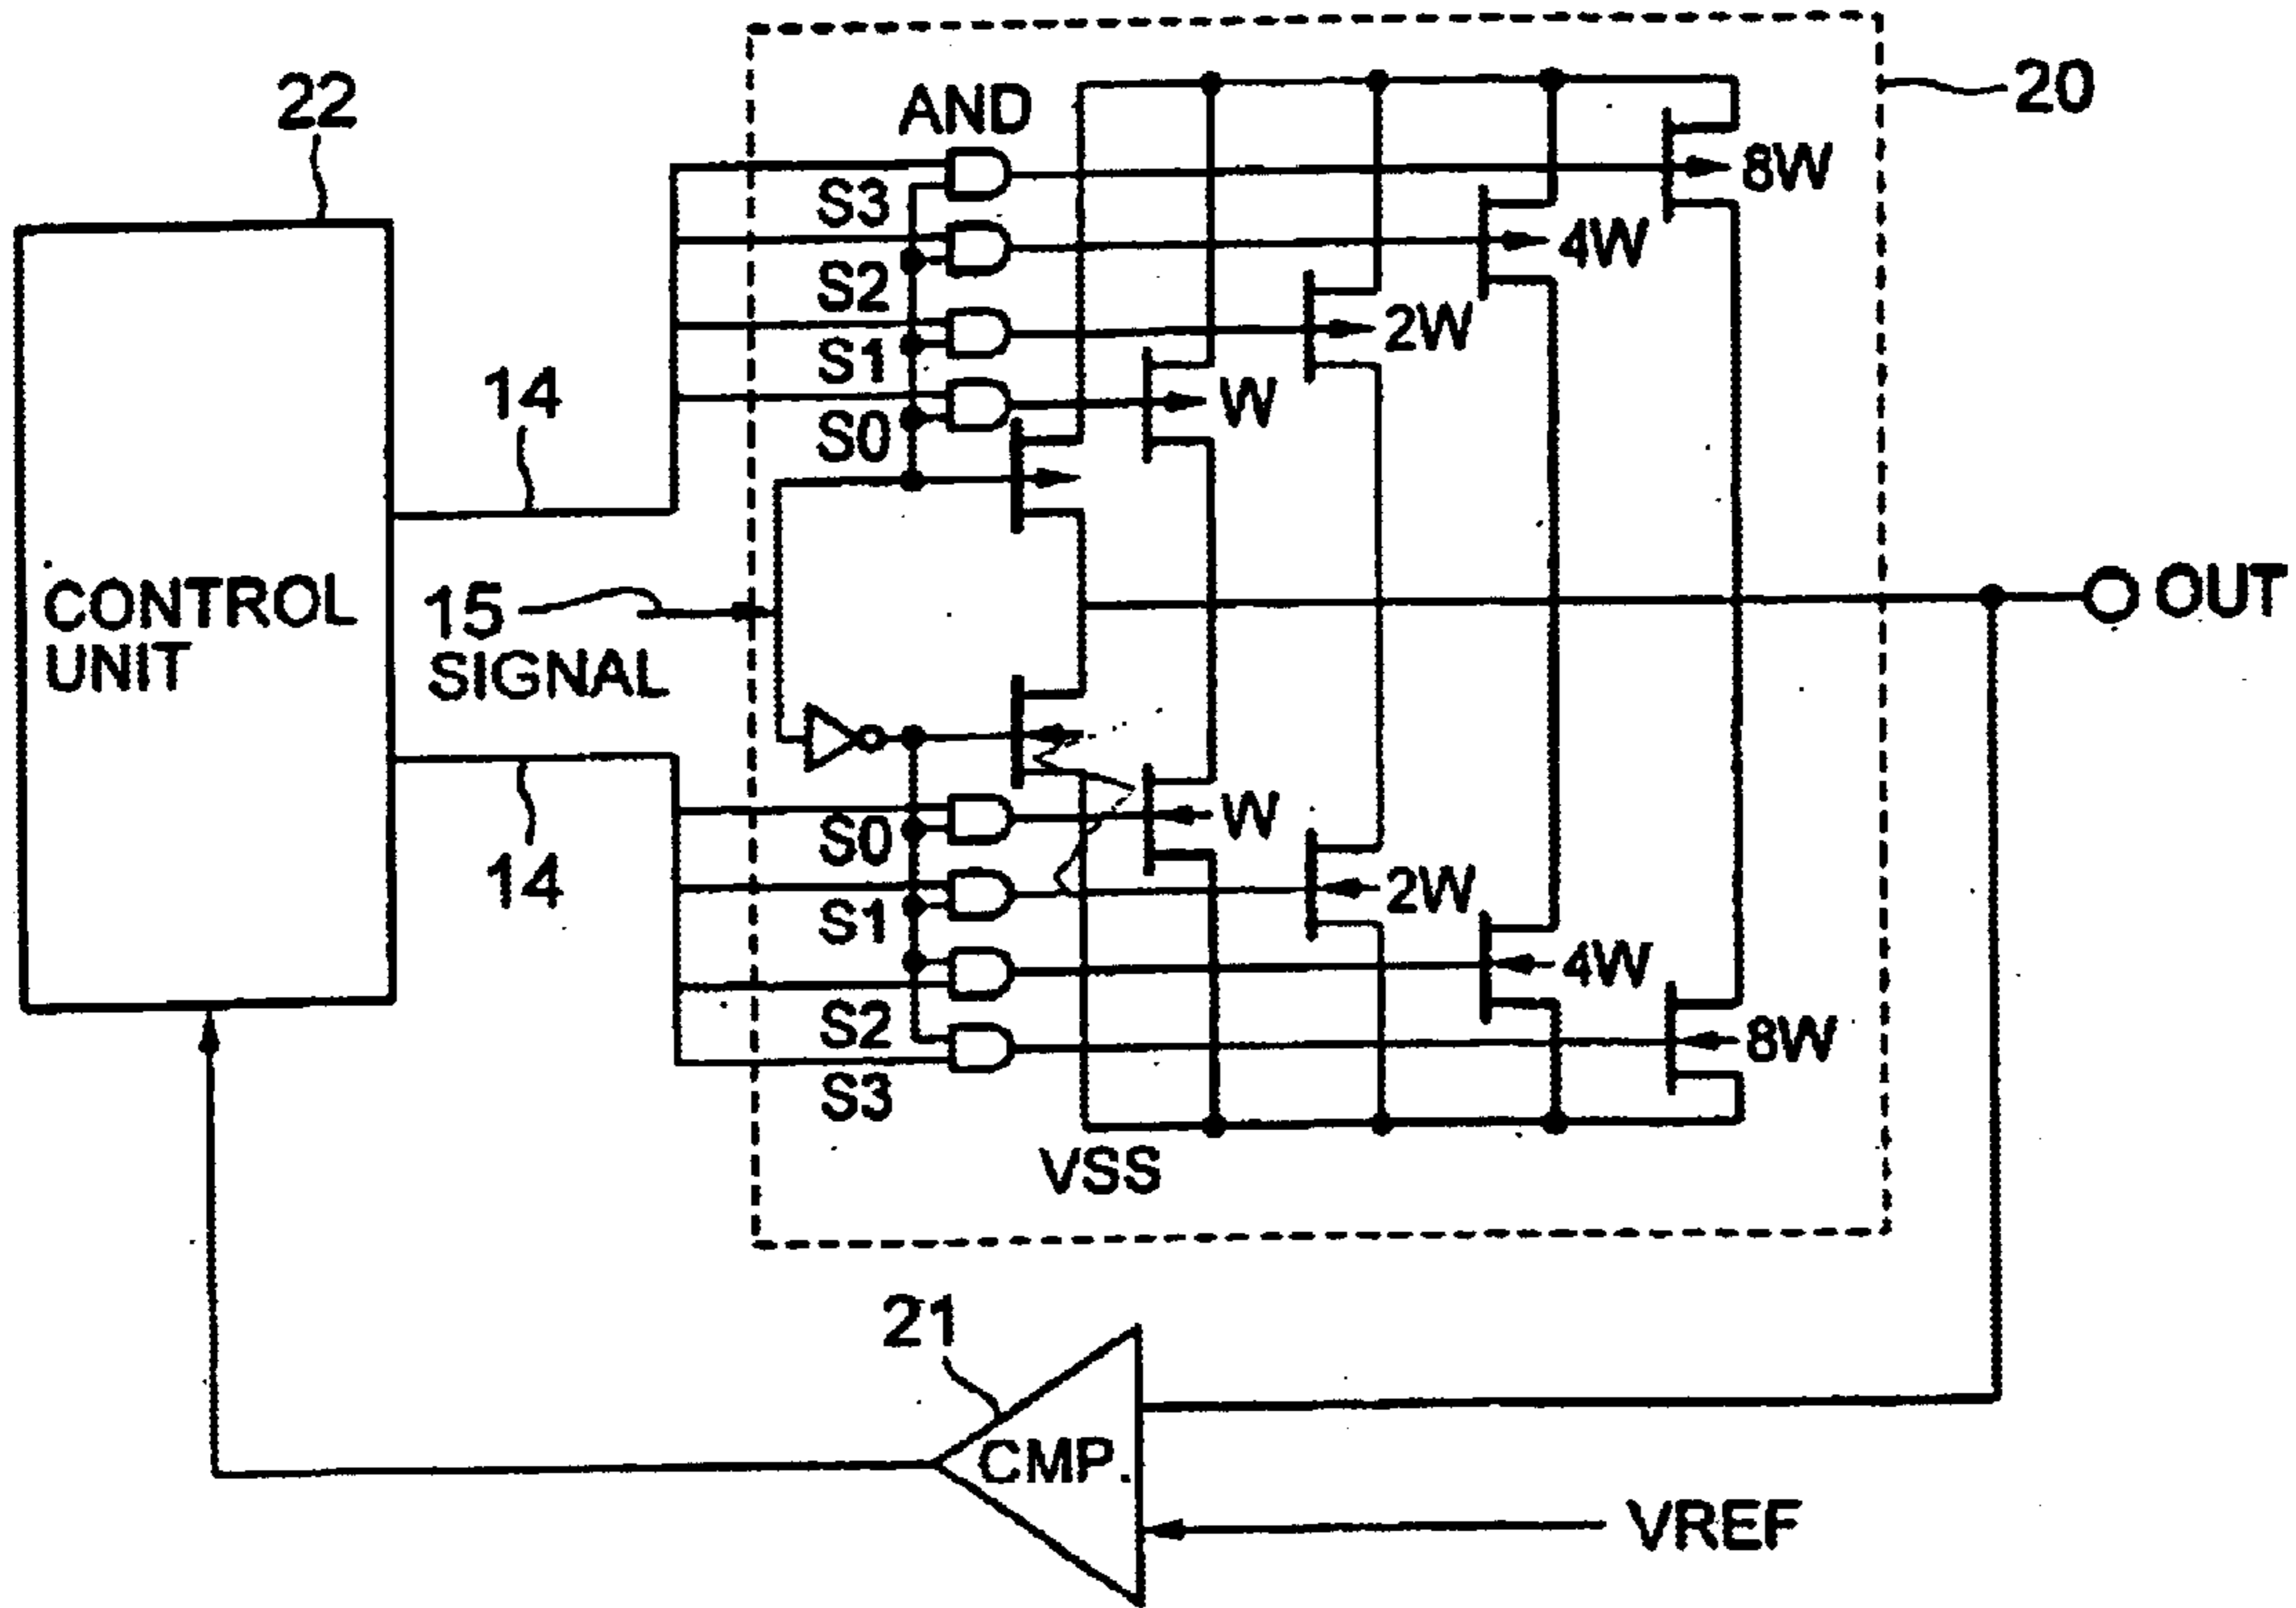 22
AND
20
8W
S3
4W
S2
2W
S1
14
W
S0
CONTROL
UNIT
15
SIGNAL
OUT
14
S0
W
S1
2W
S2
4W
S3
8W
VSS
21
CMP.
VREF